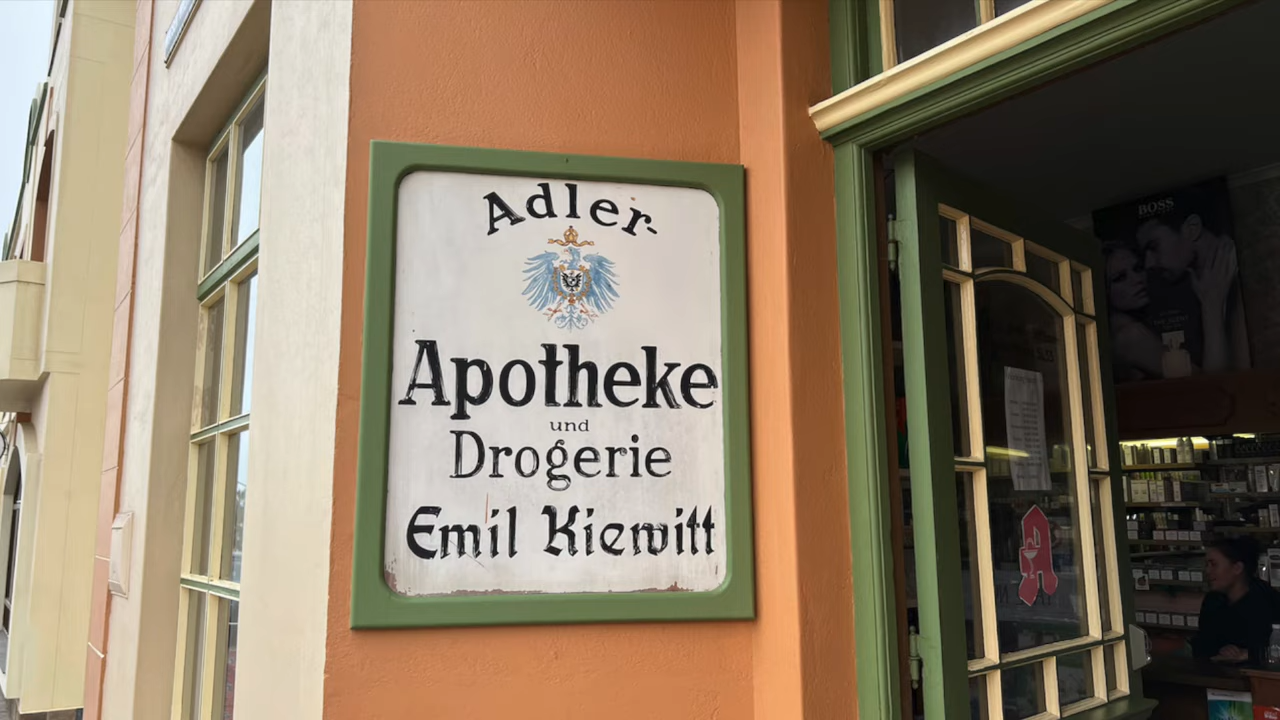 Adler-
Apotheke
und
Drogerie
Emil Kiewitt
BOSS